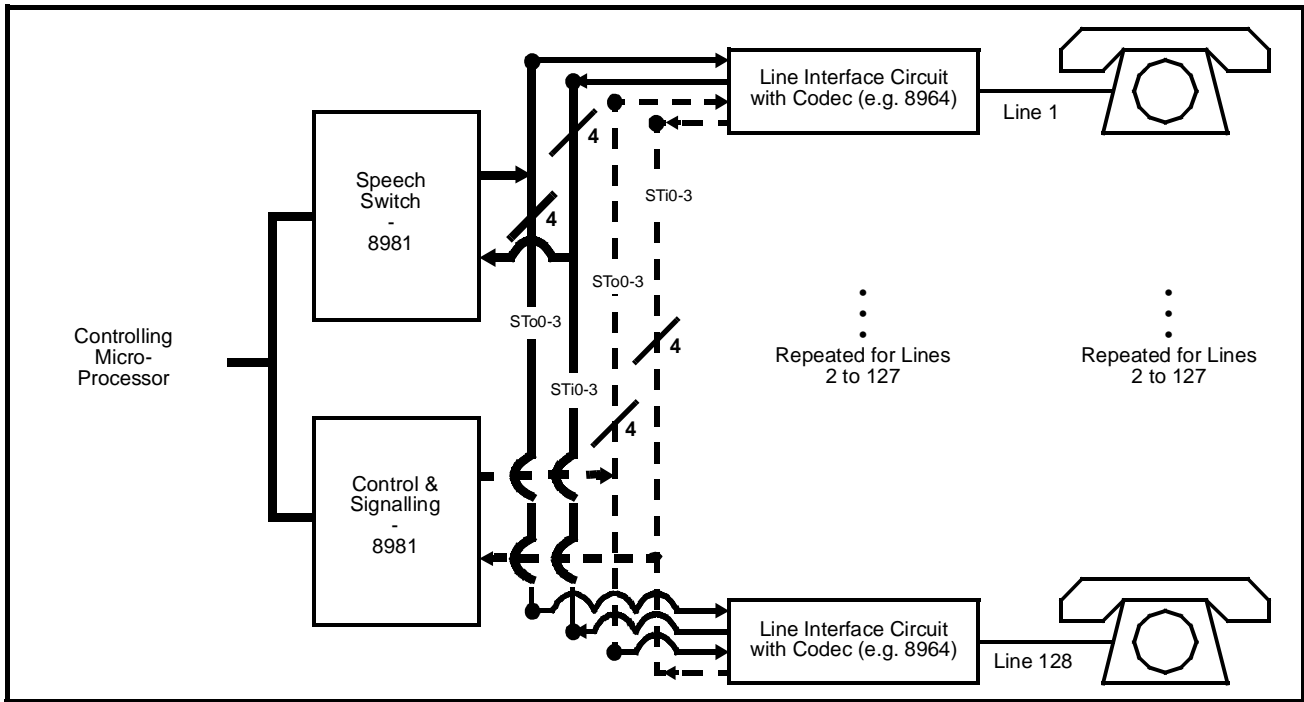 Line Interface Circuit
with Codec (e.g. 8964)
Line 1
4
Speech
Switch
-
8981
4
STi0-3
STo0-3
STo0-3
4
Controlling
Micro-
Processor
Repeated for Lines
2 to 127
Repeated for Lines
2 to 127
STi0-3
4
Control &
Signalling
-
8981
Line Interface Circuit
with Codec (e.g. 8964)
Line 128